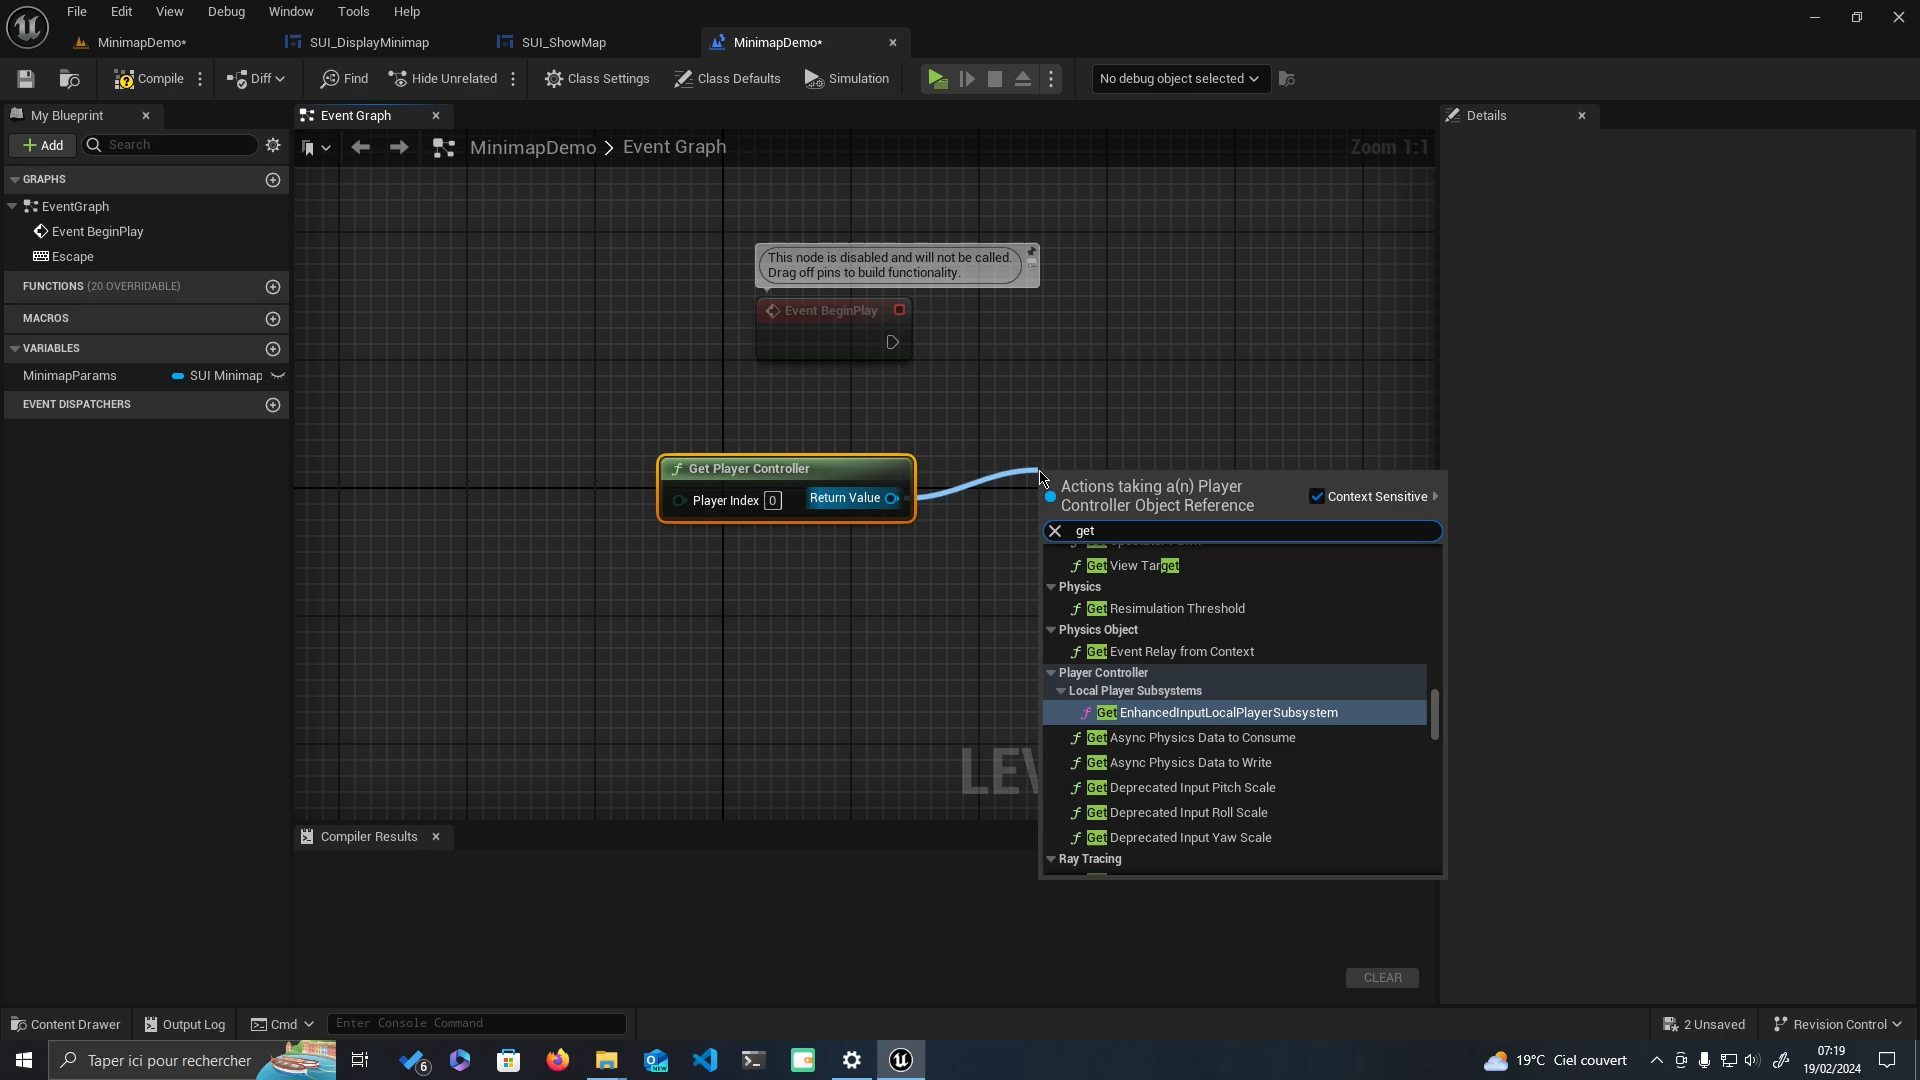 File Edit View Debug Window Tools Help
MinimapDemo* SUI_DisplayMinimap SUI_ShowMap MinimapDemo*
Compile Diff Find Hide Unrelated Class Settings Class Defaults Simulation No debug object selected
My Blueprint
Event Graph
Details
Add
Search
MinimapDemo > Event Graph
Zoom 1:1
GRAPHS
EventGraph
Event BeginPlay
Escape
FUNCTIONS (20 OVERRIDABLE)
MACROS
VARIABLES
MinimapParams SUI Minimap
EVENT DISPATCHERS
This node is disabled and will not be called.
Drag off pins to build functionality.
Event BeginPlay
Get Player Controller
Player Index 0 Return Value
Actions taking a(n) Player
Controller Object Reference
Context Sensitive
get
Get View Target
Physics
Get Resimulation Threshold
Physics Object
Get Event Relay from Context
Player Controller
Local Player Subsystems
Get EnhancedInputLocalPlayerSubsystem
Get Async Physics Data to Consume
Get Async Physics Data to Write
Get Deprecated Input Pitch Scale
Get Deprecated Input Roll Scale
Get Deprecated Input Yaw Scale
Ray Tracing
Compiler Results
CLEAR
Content Drawer Output Log Cmd Enter Console Command 2 Unsaved Revision Control
Taper ici pour rechercher
6
NEW
19°C Ciel couvert
07:19
19/02/2024